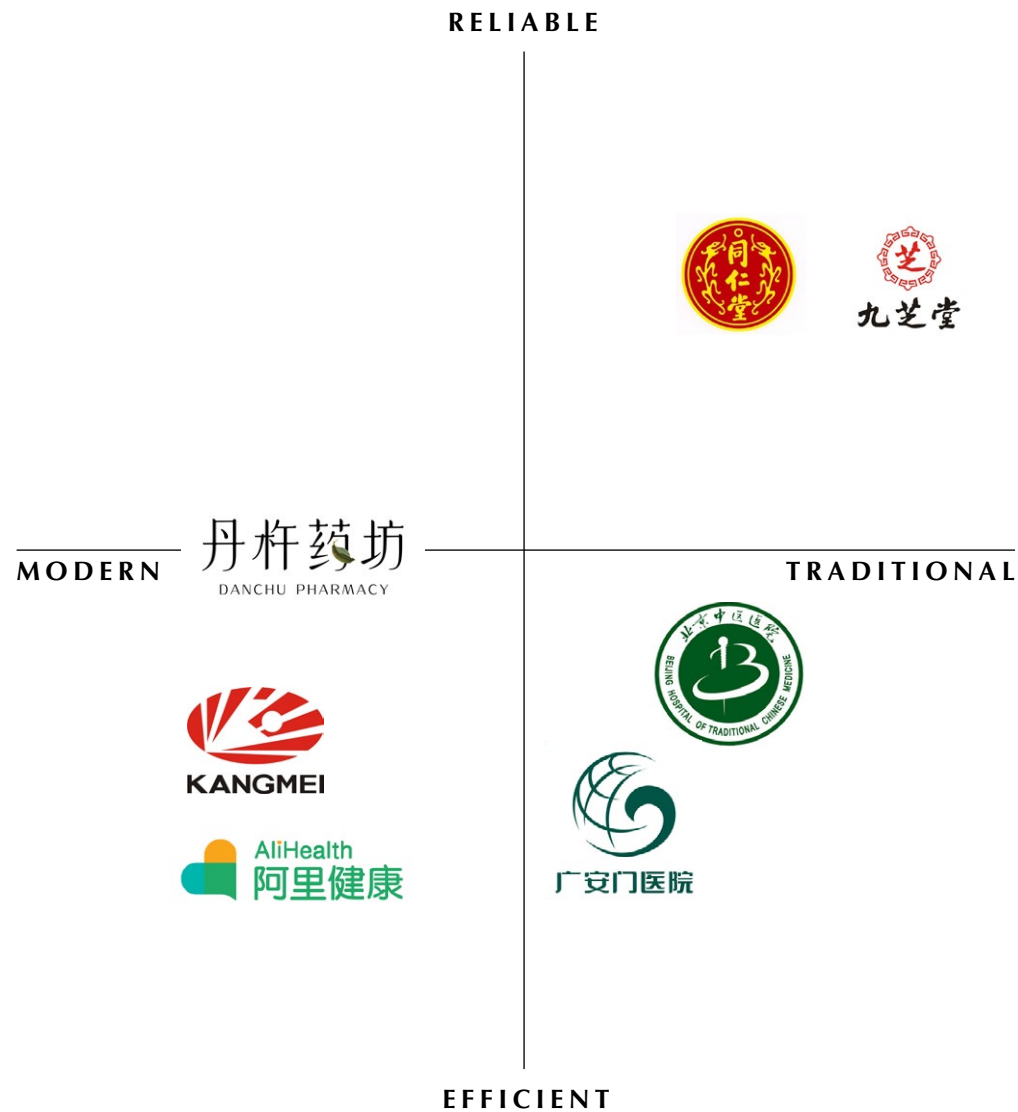 RELIABLE
同仁堂
芝
九芝堂
丹杵药坊
DANCHU PHARMACY
MODERN
TRADITIONAL
北京中医医院
BEIJING HOSPITAL OF TRADITIONAL CHINESE MEDICINE
KANGMEI
AliHealth
阿里健康
广安门医院
EFFICIENT